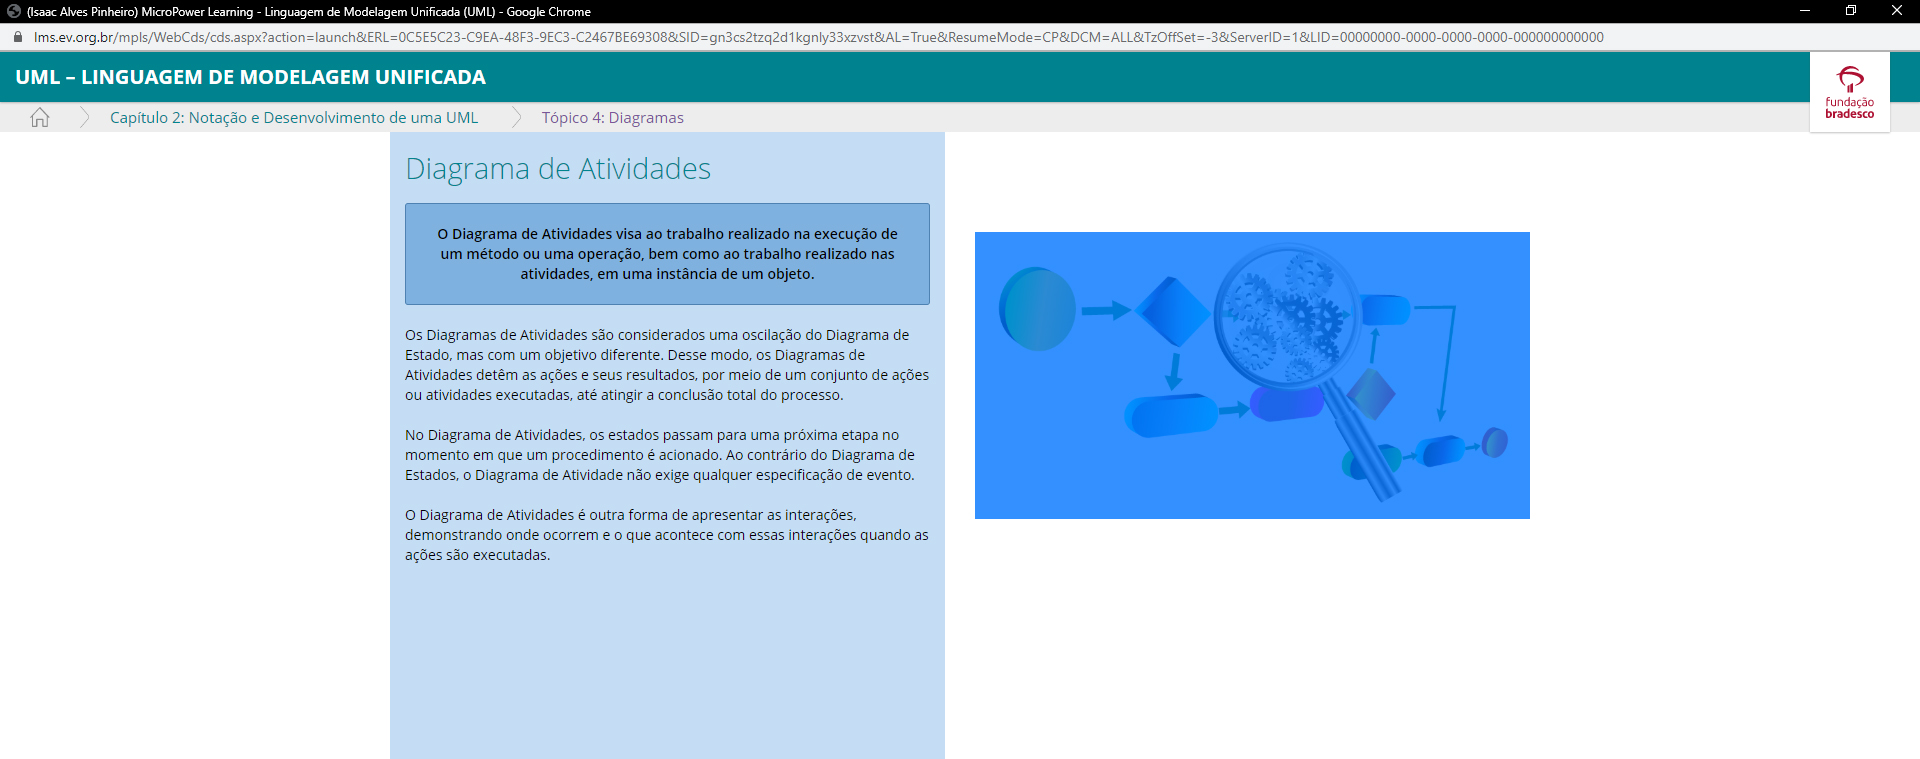 (Isaac Alves Pinheiro) MicroPower Learning - Linguagem de Modelagem Unificada (UML) - Google Chrome
lms.ev.org.br/mpls/WebCds/cds.aspx?action=launch&ERL=0C5E5C23-C9EA-48F3-9EC3-C2467BE69308&SID=gn3cs2tzq2d1kgnly33xzvst&AL=True&ResumeMode=CP&DCM=ALL&TzOffSet=-3&ServerID=1&LID=00000000-0000-0000-0000-000000000000
UML – LINGUAGEM DE MODELAGEM UNIFICADA
fundação
bradesco
Capítulo 2: Notação e Desenvolvimento de uma UML
Tópico 4: Diagramas
Diagrama de Atividades
O Diagrama de Atividades visa ao trabalho realizado na execução de
um método ou uma operação, bem como ao trabalho realizado nas
atividades, em uma instância de um objeto.
Os Diagramas de Atividades são considerados uma oscilação do Diagrama de
Estado, mas com um objetivo diferente. Desse modo, os Diagramas de
Atividades detêm as ações e seus resultados, por meio de um conjunto de ações
ou atividades executadas, até atingir a conclusão total do processo.
No Diagrama de Atividades, os estados passam para uma próxima etapa no
momento em que um procedimento é acionado. Ao contrário do Diagrama de
Estados, o Diagrama de Atividade não exige qualquer especificação de evento.
O Diagrama de Atividades é outra forma de apresentar as interações,
demonstrando onde ocorrem e o que acontece com essas interações quando as
ações são executadas.